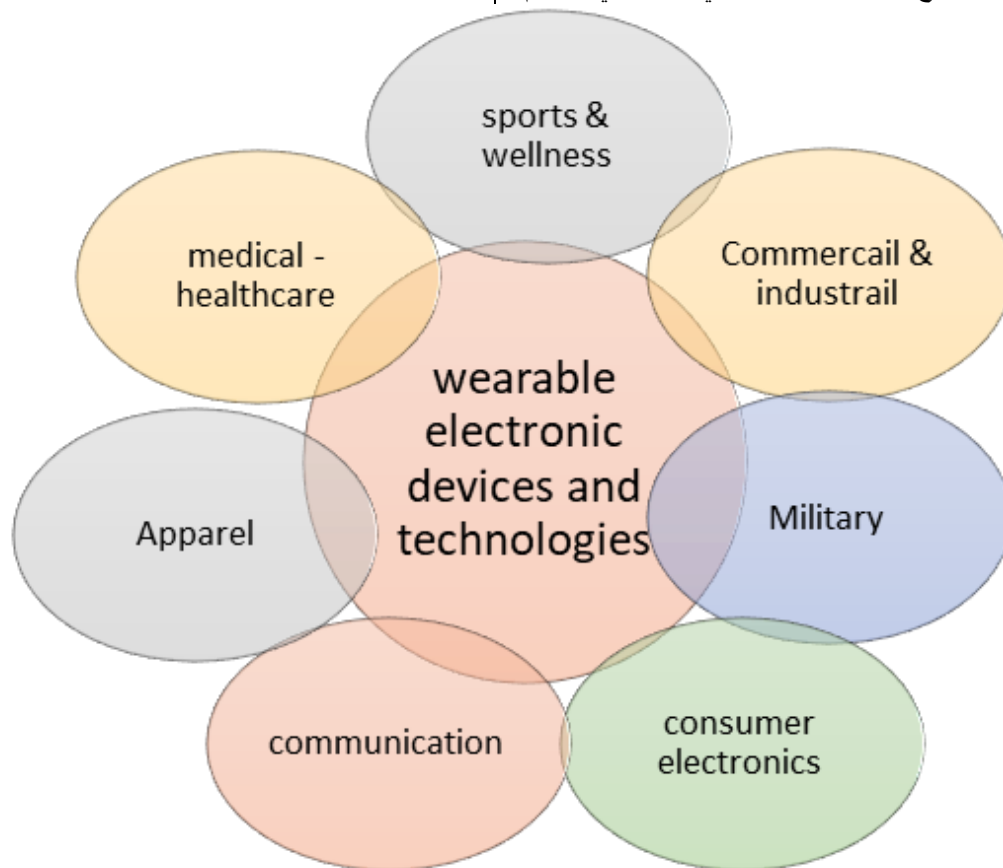 sports &
wellness
Commercail &
industrail
medical -
healthcare
wearable
electronic
devices and
technologies
Military
Apparel
consumer
electronics
communication